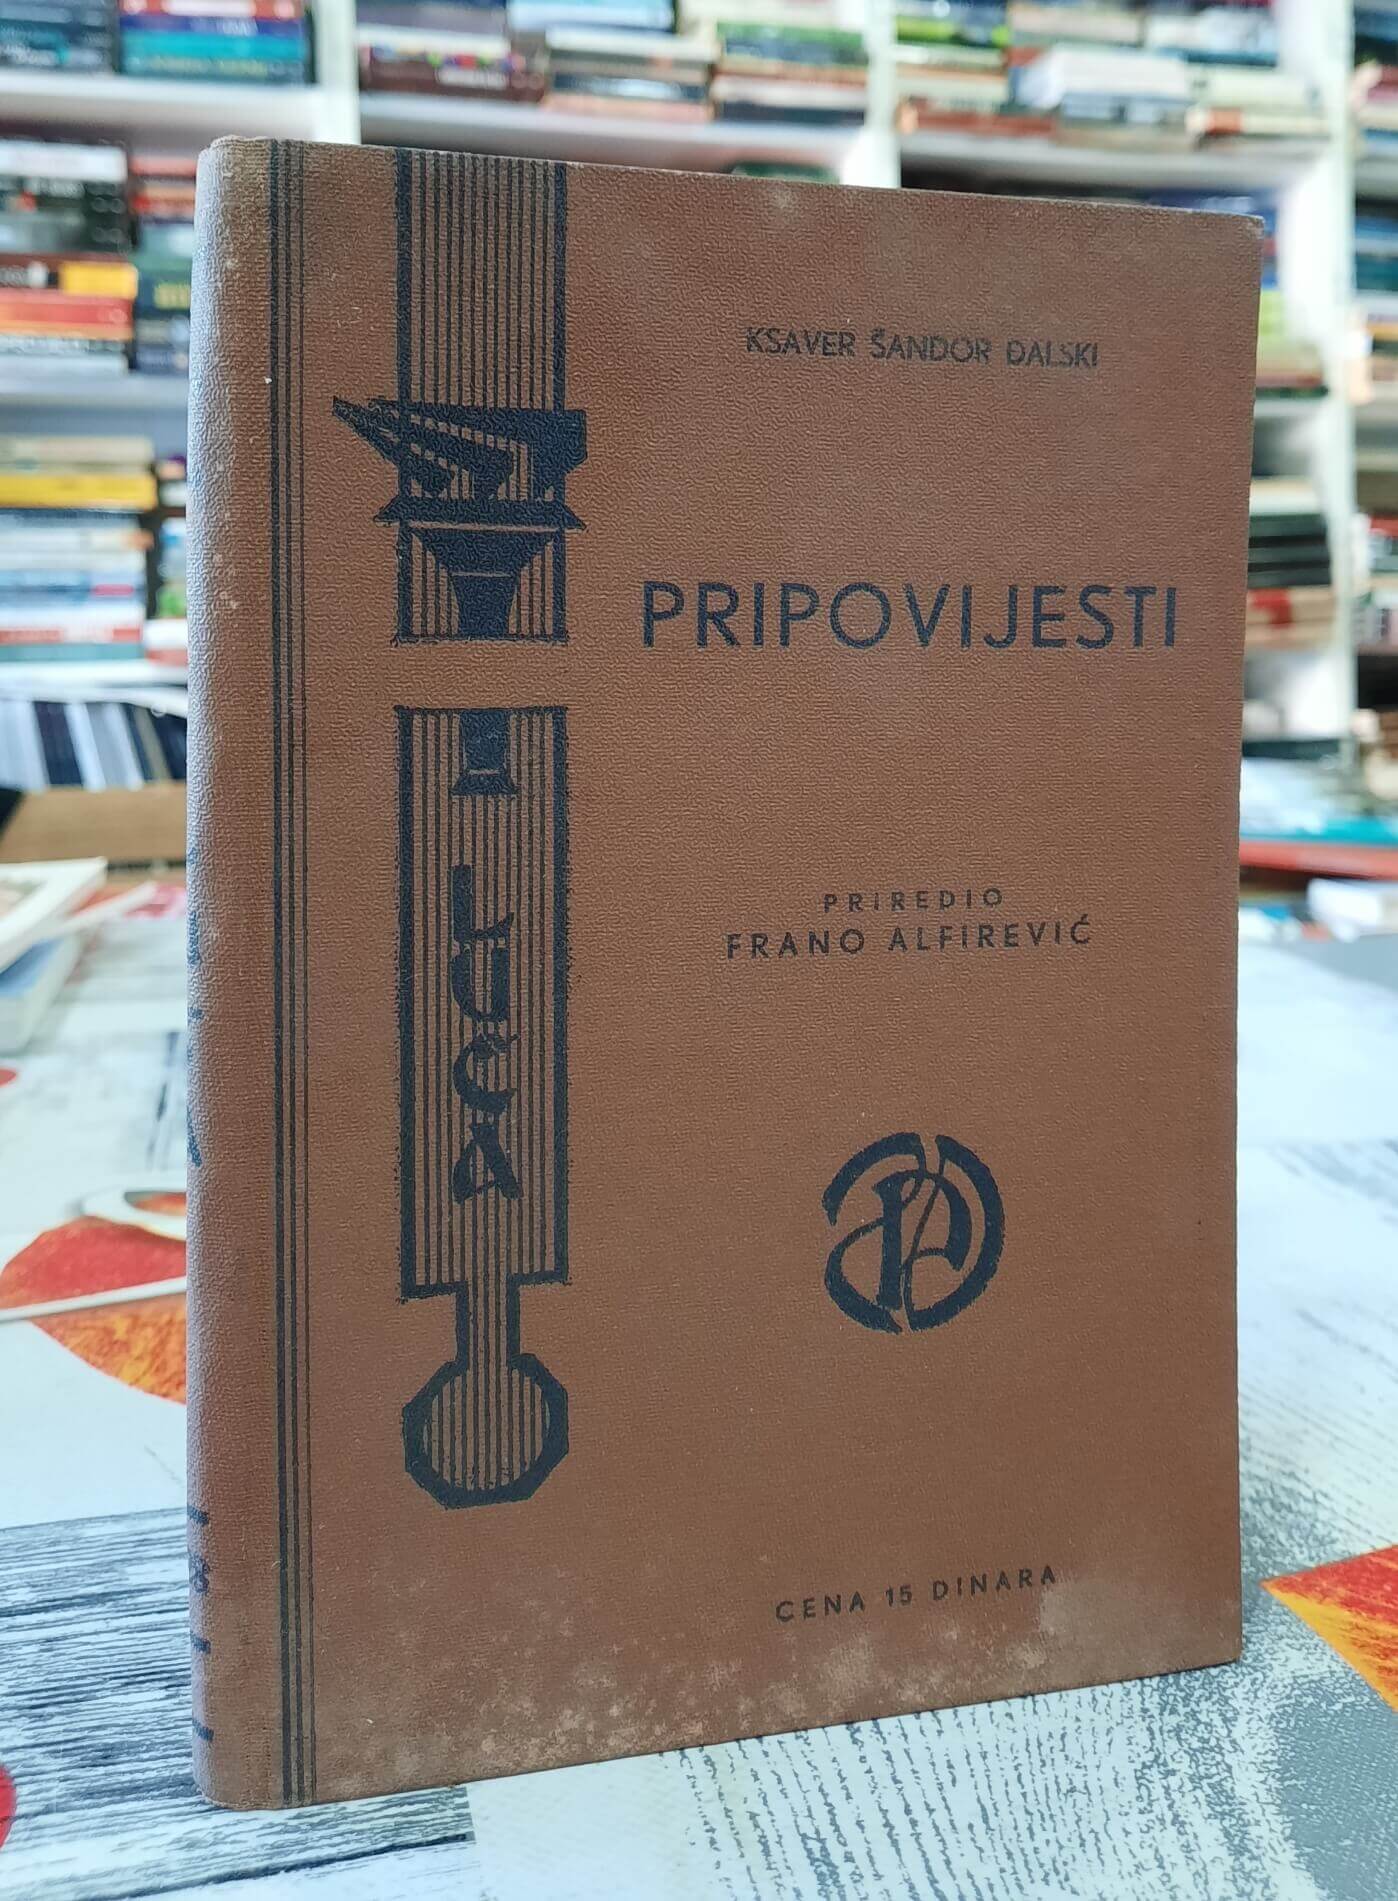 KSAVER ŠANDOR ĐALSKI
PRIPOVIJESTI
PRIREDIO
FRANO ALFIREVIĆ
CENA 15 DINARA